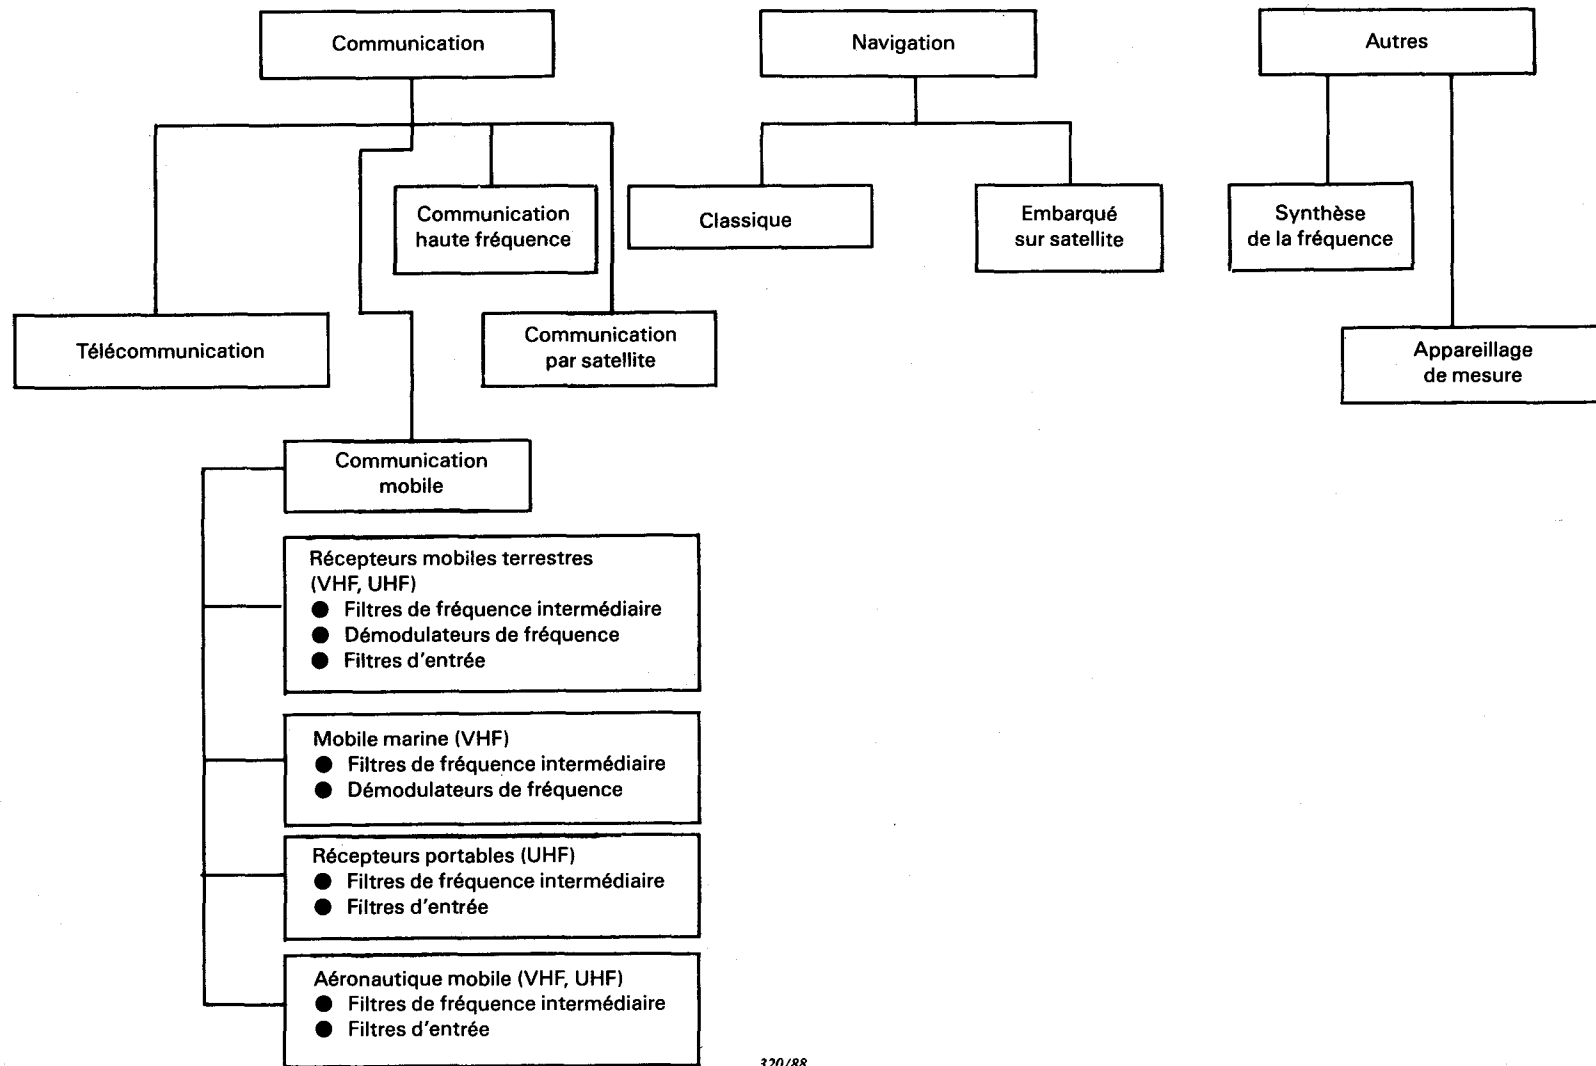 Communication
Navigation
Autres
Communication
haute fréquence
Classique
Embarqué
sur satellite
Synthèse
de la fréquence
Télécommunication
Communication
par satellite
Appareillage
de mesure
Communication
mobile
Récepteurs mobiles terrestres
(VHF, UHF)
● Filtres de fréquence intermédiaire
● Démodulateurs de fréquence
● Filtres d'entrée
Mobile marine (VHF)
● Filtres de fréquence intermédiaire
● Démodulateurs de fréquence
Récepteurs portables (UHF)
● Filtres de fréquence intermédiaire
● Filtres d'entrée
Aéronautique mobile (VHF, UHF)
● Filtres de fréquence intermédiaire
● Filtres d'entrée
320/88